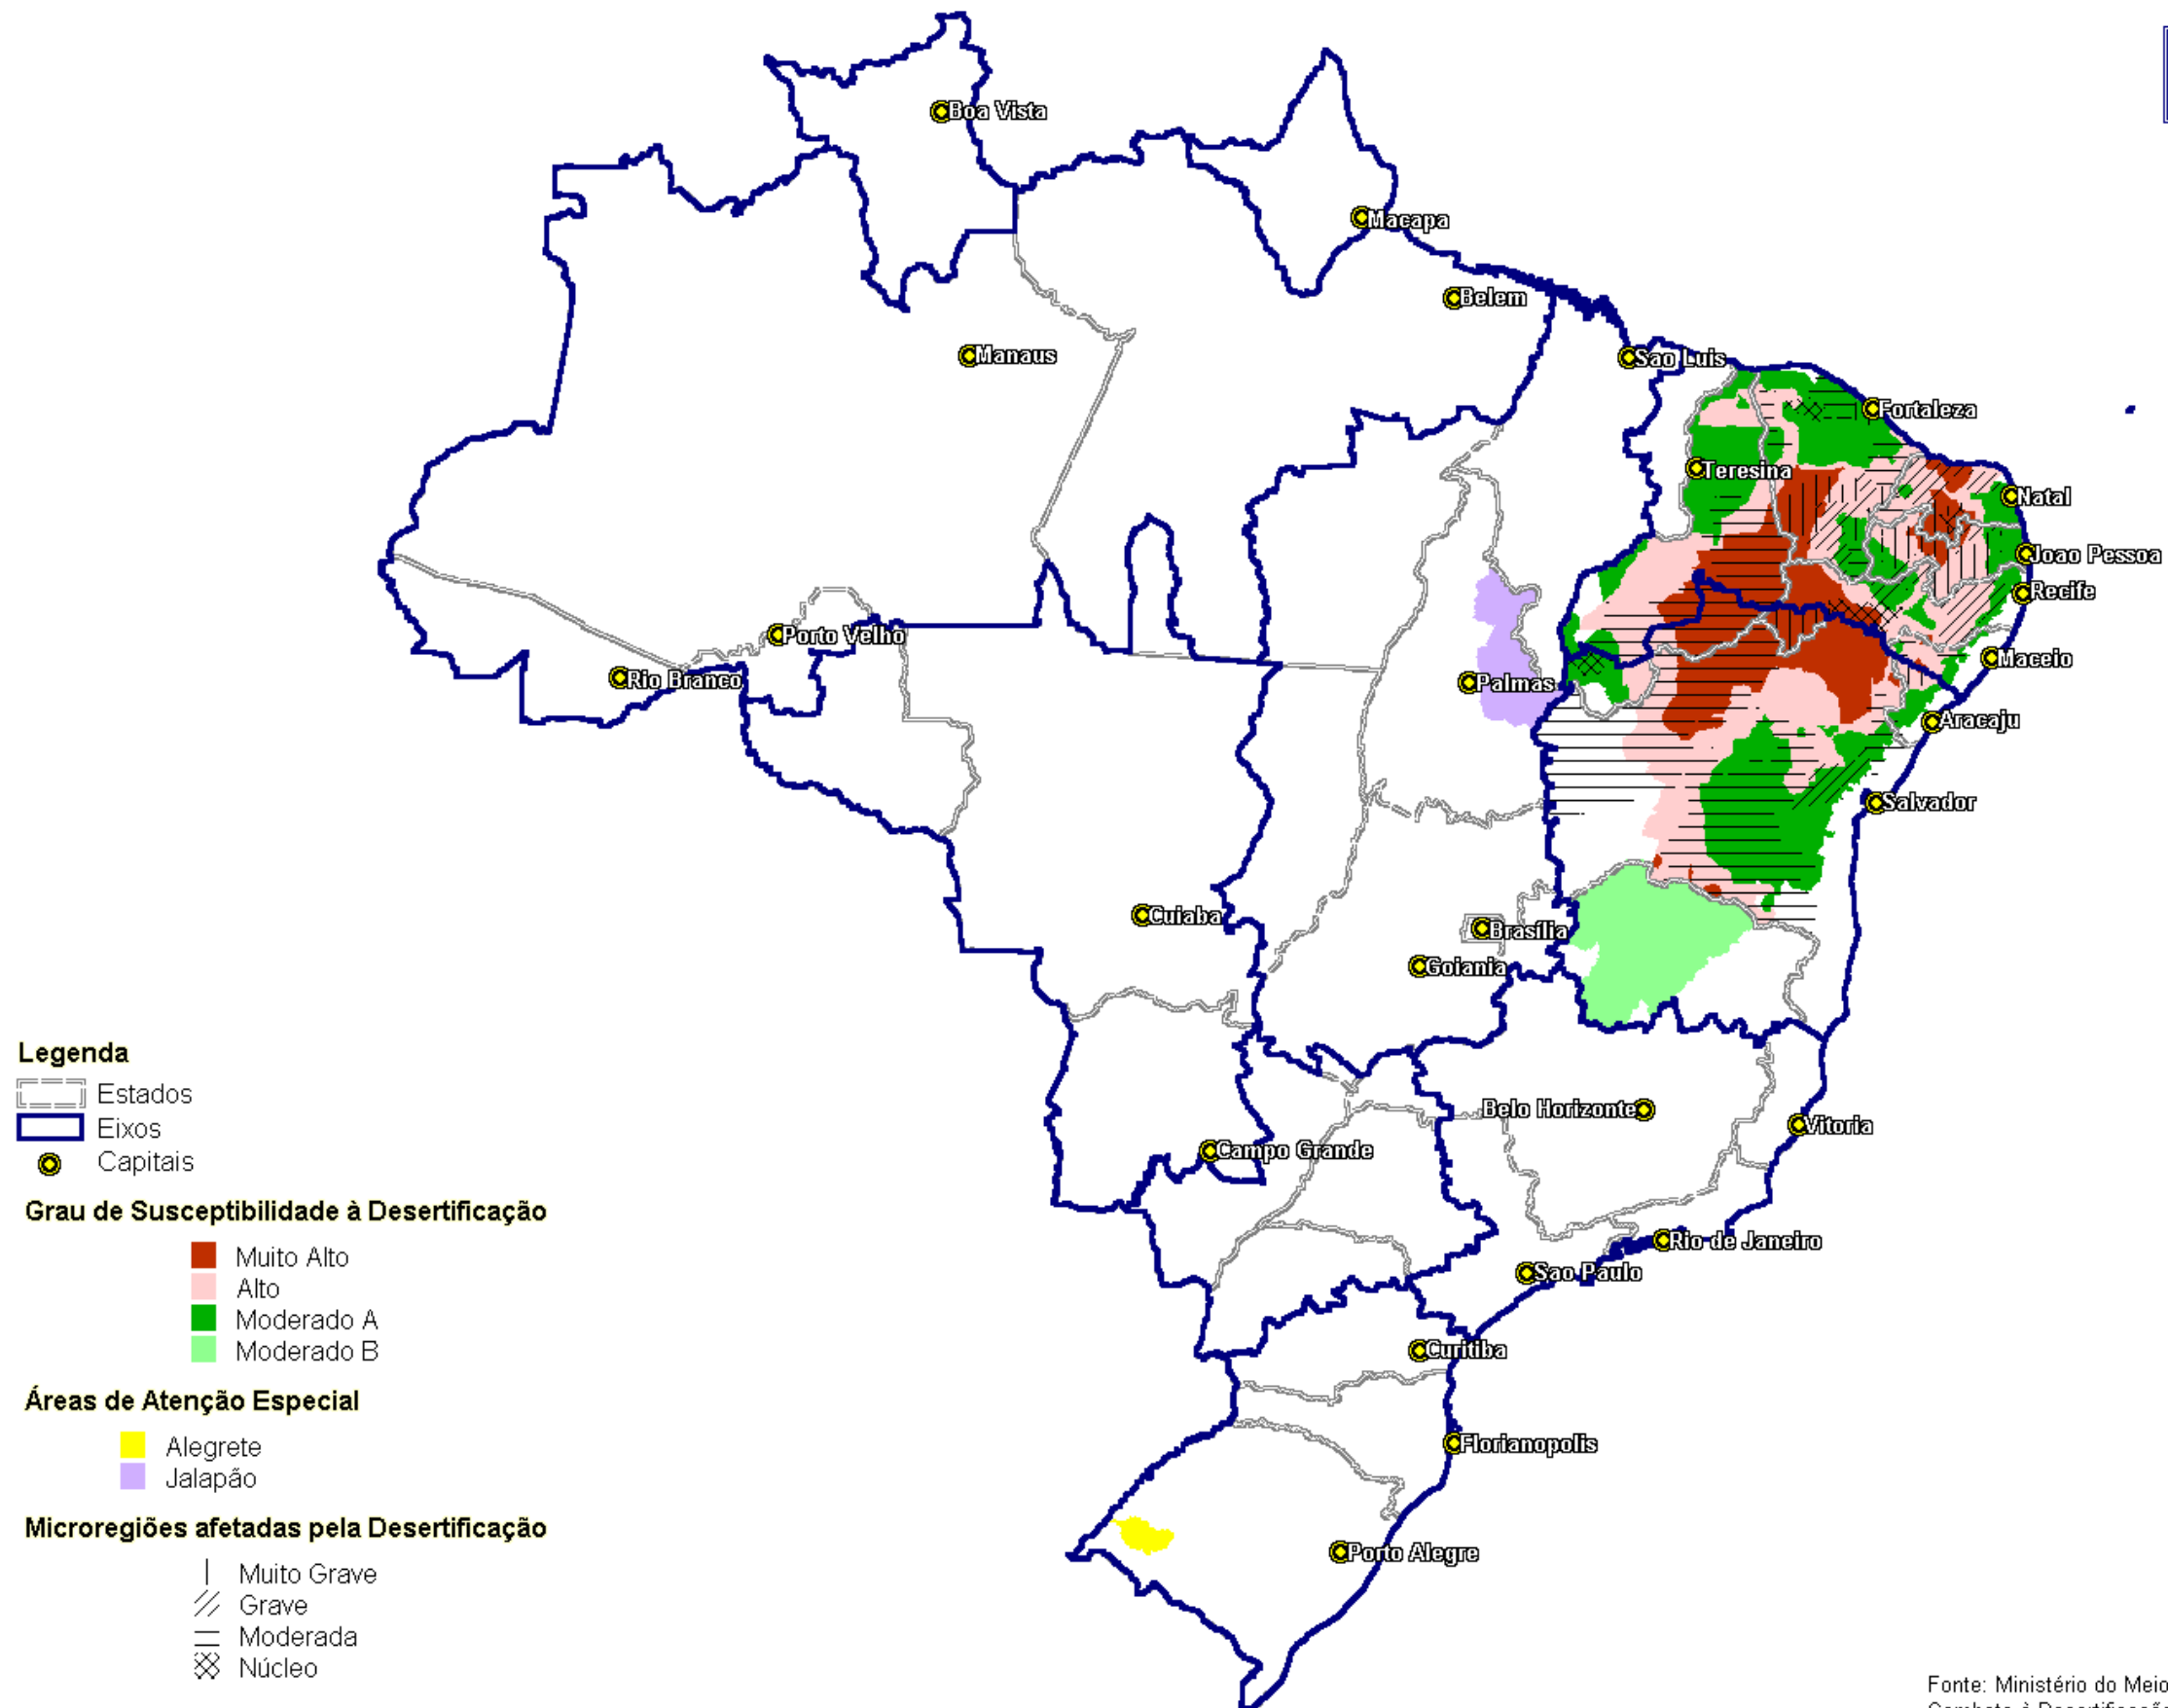 Boa Vista
Macapa
Belem
Manaus
Sao Luis
Fortaleza
Teresina
Natal
Joao Pessoa
Recife
Porto Velho
Maceio
Rio Branco
Palmas
Aracaju
Salvador
Cuiaba
Brasília
Goiania
Belo Horizonte
Vitoria
Campo Grande
Rio de Janeiro
Sao Paulo
Curitiba
Florianopolis
Porto Alegre
Legenda
Estados
Eixos
Capitais
Grau de Susceptibilidade à Desertificação
Muito Alto
Alto
Moderado A
Moderado B
Áreas de Atenção Especial
Alegrete
Jalapão
Microregiões afetadas pela Desertificação
Muito Grave
Grave
Moderada
Núcleo
Fonte: Ministério do Meio
Combate à Desertificação